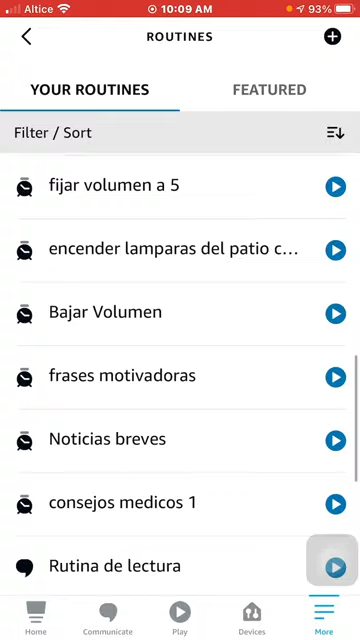 Altice 10:09 AM 93%
ROUTINES
YOUR ROUTINES FEATURED
Filter / Sort
fijar volumen a 5
encender lamparas del patio c...
Bajar Volumen
frases motivadoras
Noticias breves
consejos medicos 1
Rutina de lectura
Home Communicate Play Devices More